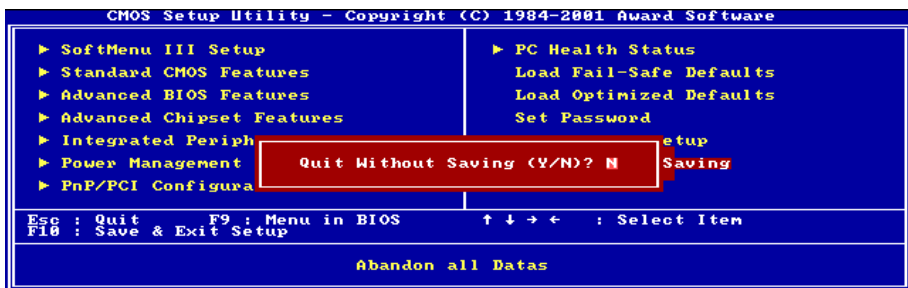 CMOS Setup Utility – Copyright (C) 1984-2001 Award Software
► SoftMenu III Setup
► Standard CMOS Features
► Advanced BIOS Features
► Advanced Chipset Features
► Integrated Periph
► Power Management
► PnP/PCI Configura
► PC Health Status
Load Fail-Safe Defaults
Load Optimized Defaults
Set Password
etup
Saving
Quit Without Saving (Y/N)? N
Esc : Quit F9 : Menu in BIOS ↑ ↓ → ← : Select Item
F10 : Save & Exit Setup
Abandon all Datas